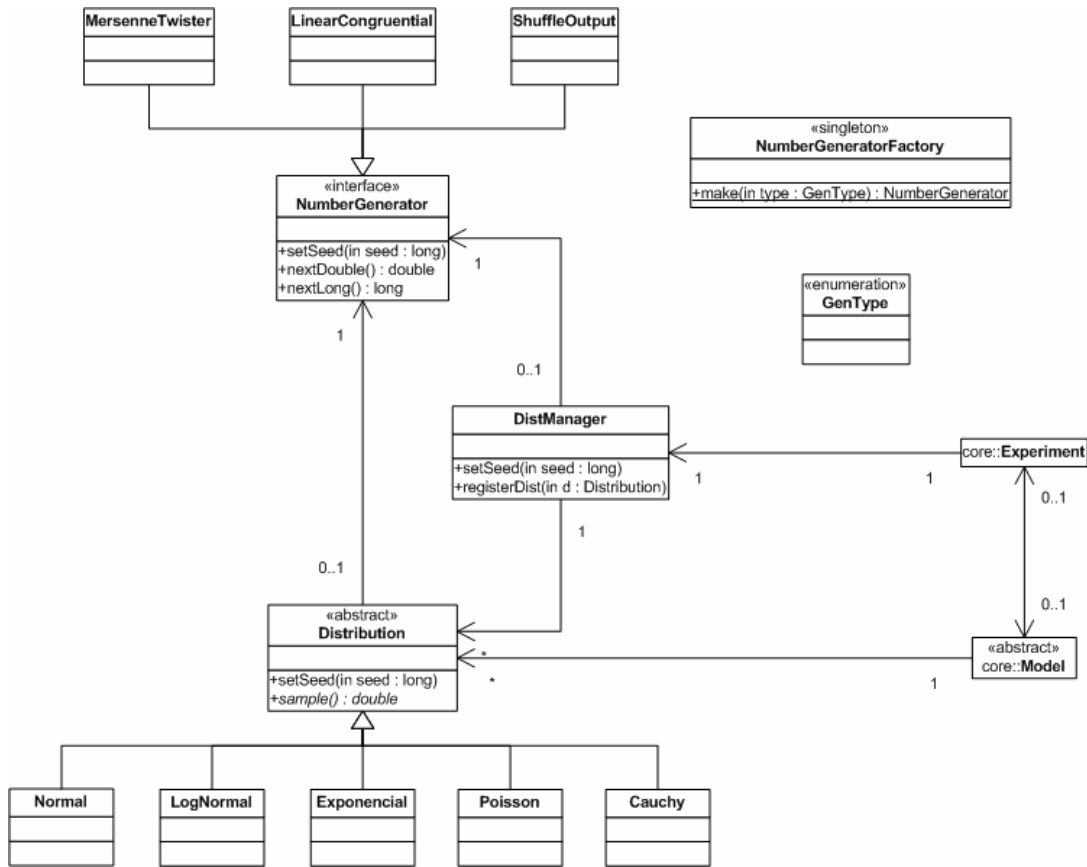 MersenneTwister
LinearCongruential
ShuffleOutput
«singleton»
NumberGeneratorFactory
+make(in type : GenType) : NumberGenerator
«interface»
NumberGenerator
+setSeed(in seed : long)
+nextDouble() : double
+nextLong() : long
1
1
«enumeration»
GenType
0..1
DistManager
+setSeed(in seed : long)
+registerDist(in d : Distribution)
1
1
core::Experiment
0..1
1
0..1
0..1
«abstract»
Distribution
+setSeed(in seed : long)
+sample() : double
*
*
1
«abstract»
core::Model
Normal
LogNormal
Exponencial
Poisson
Cauchy